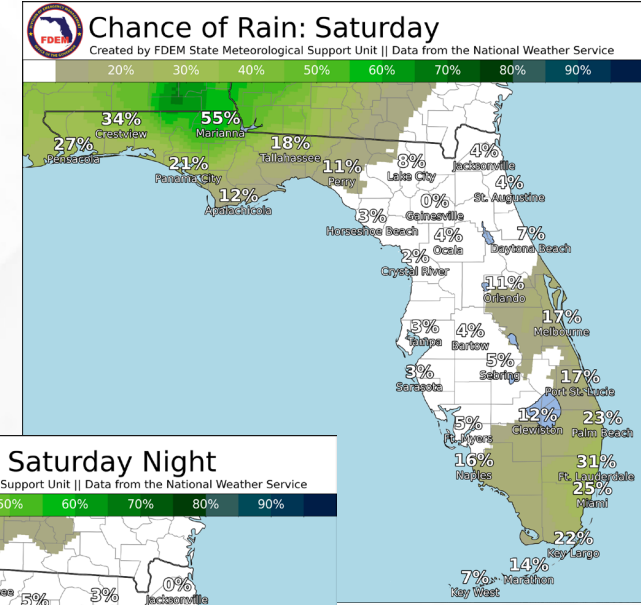 FDEM
Chance of Rain: Saturday
Created by FDEM State Meteorological Support Unit || Data from the National Weather Service
20% 30% 40% 50% 60% 70% 80% 90%
34%
Crestview
55%
Marianna
27%
Pensacola
21%
Panama City
18%
Tallahassee
12%
Apalachicola
11%
Perry
8%
Lake City
4%
Jacksonville
4%
St. Augustine
0%
Gainesville
3%
Horseshoe Beach
4%
Ocala
7%
Daytona Beach
2%
Crystal River
11%
Orlando
17%
Melbourne
3%
Tampa
4%
Bartow
5%
Sebring
3%
Sarasota
17%
Port St. Lucie
12%
Clewiston
23%
Palm Beach
5%
Ft. Myers
16%
Naples
31%
Ft. Lauderdale
25%
Miami
22%
Key Largo
14%
Marathon
7%
Key West
Saturday Night
Support Unit || Data from the National Weather Service
50% 60% 70% 80% 90%
ee
5%
3%
0%
Jacksonville